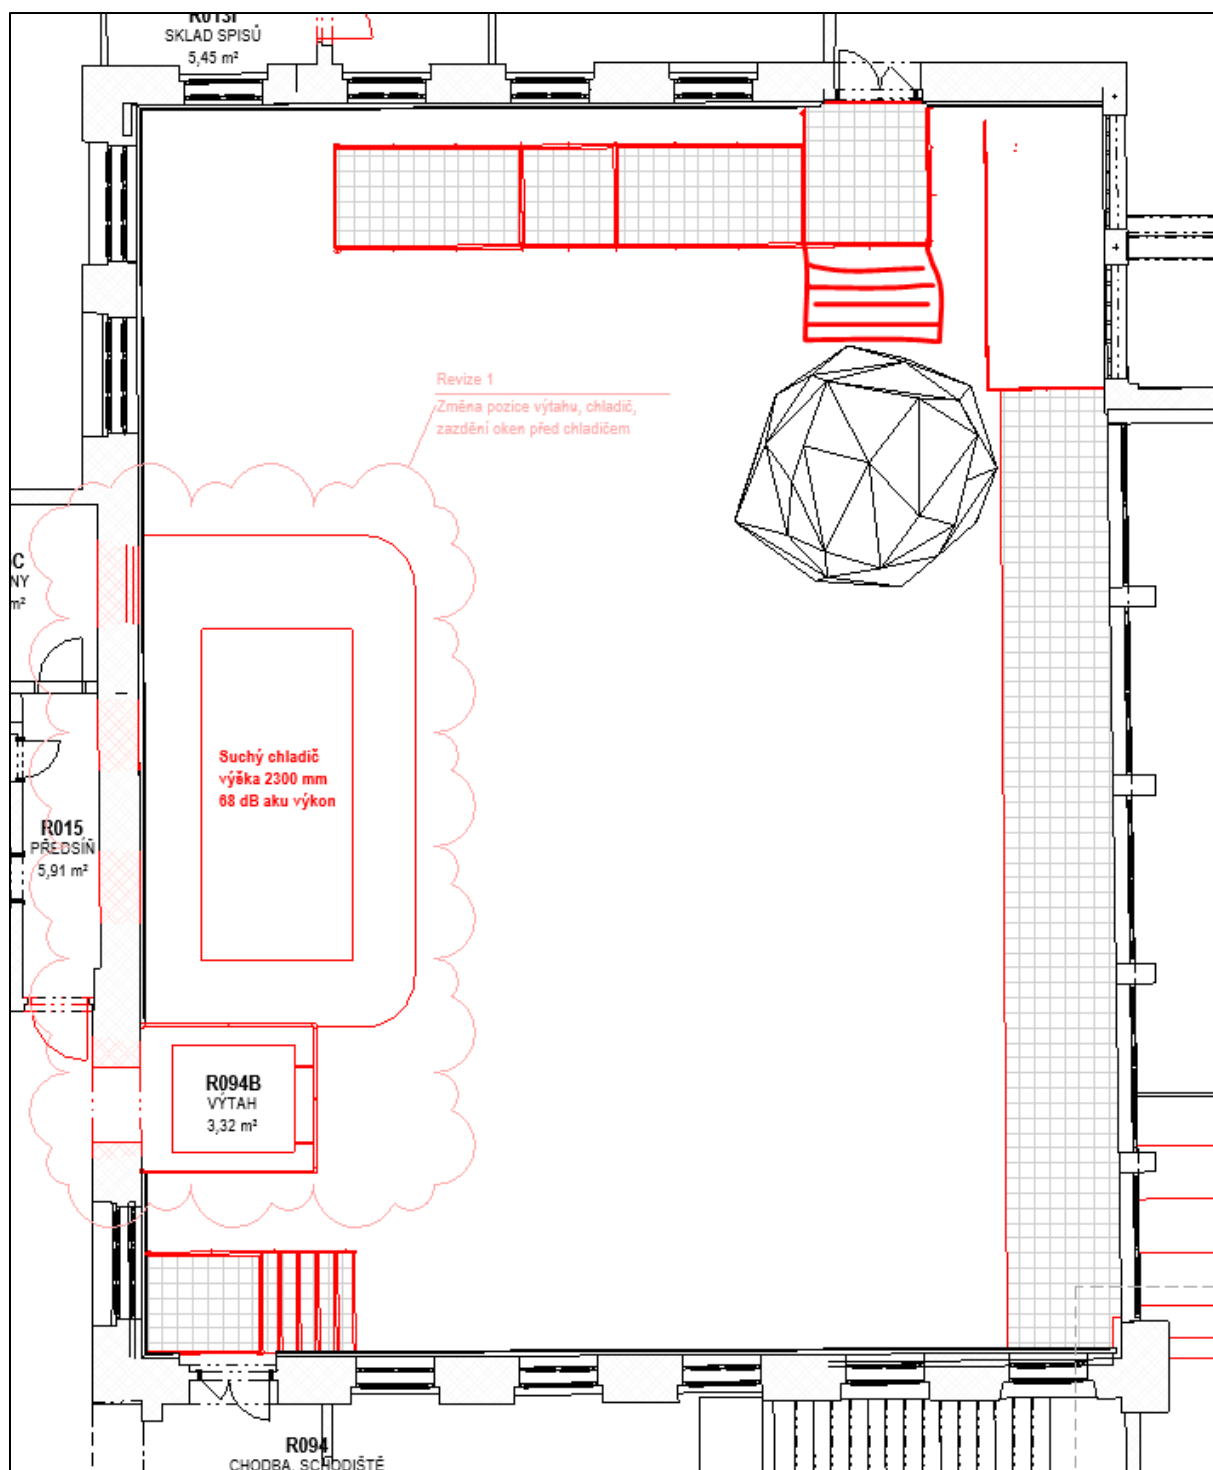 R013I
SKLAD SPISŮ
5,45 m²
Revize 1
Změna pozice výtahu, chladič,
zazdění oken před chladičem
C
NY
m²
Suchý chladič
výška 2300 mm
68 dB aku výkon
R015
PŘEDSÍŇ
5,91 m²
R094B
VÝTAH
3,32 m²
R094
CHODBA, SCHODIŠTĚ